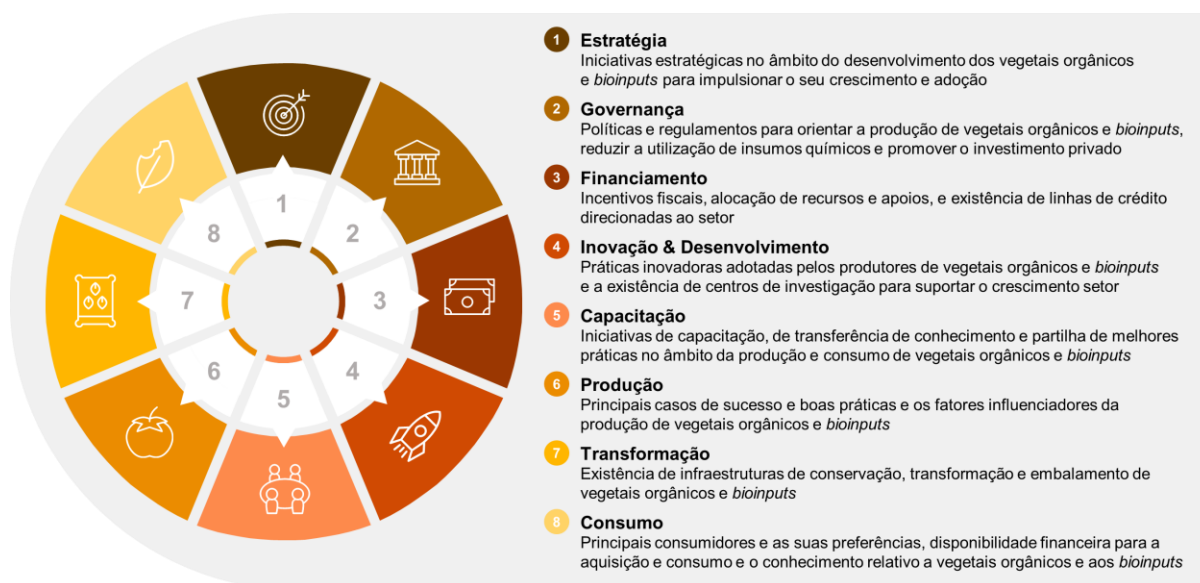 1
2
3
4
5
6
7
8
1 Estratégia
Iniciativas estratégicas no âmbito do desenvolvimento dos vegetais orgânicos
e bioinputs para impulsionar o seu crescimento e adoção
2 Governança
Políticas e regulamentos para orientar a produção de vegetais orgânicos e bioinputs,
reduzir a utilização de insumos químicos e promover o investimento privado
3 Financiamento
Incentivos fiscais, alocação de recursos e apoios, e existência de linhas de crédito
direcionadas ao setor
4 Inovação & Desenvolvimento
Práticas inovadoras adotadas pelos produtores de vegetais orgânicos e bioinputs
e a existência de centros de investigação para suportar o crescimento setor
5 Capacitação
Iniciativas de capacitação, de transferência de conhecimento e partilha de melhores
práticas no âmbito da produção e consumo de vegetais orgânicos e bioinputs
6 Produção
Principais casos de sucesso e boas práticas e os fatores influenciadores da
produção de vegetais orgânicos e bioinputs
7 Transformação
Existência de infraestruturas de conservação, transformação e embalamento de
vegetais orgânicos e bioinputs
8 Consumo
Principais consumidores e as suas preferências, disponibilidade financeira para a
aquisição e consumo e o conhecimento relativo a vegetais orgânicos e aos bioinputs